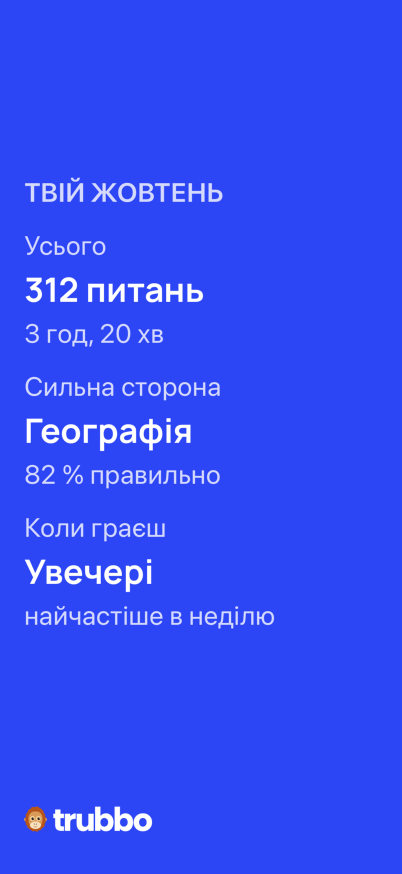 ТВІЙ ЖОВТЕНЬ
Усього
312 питань
3 год, 20 хв
Сильна сторона
Географія
82 % правильно
Коли граєш
Увечері
найчастіше в неділю
trubbo